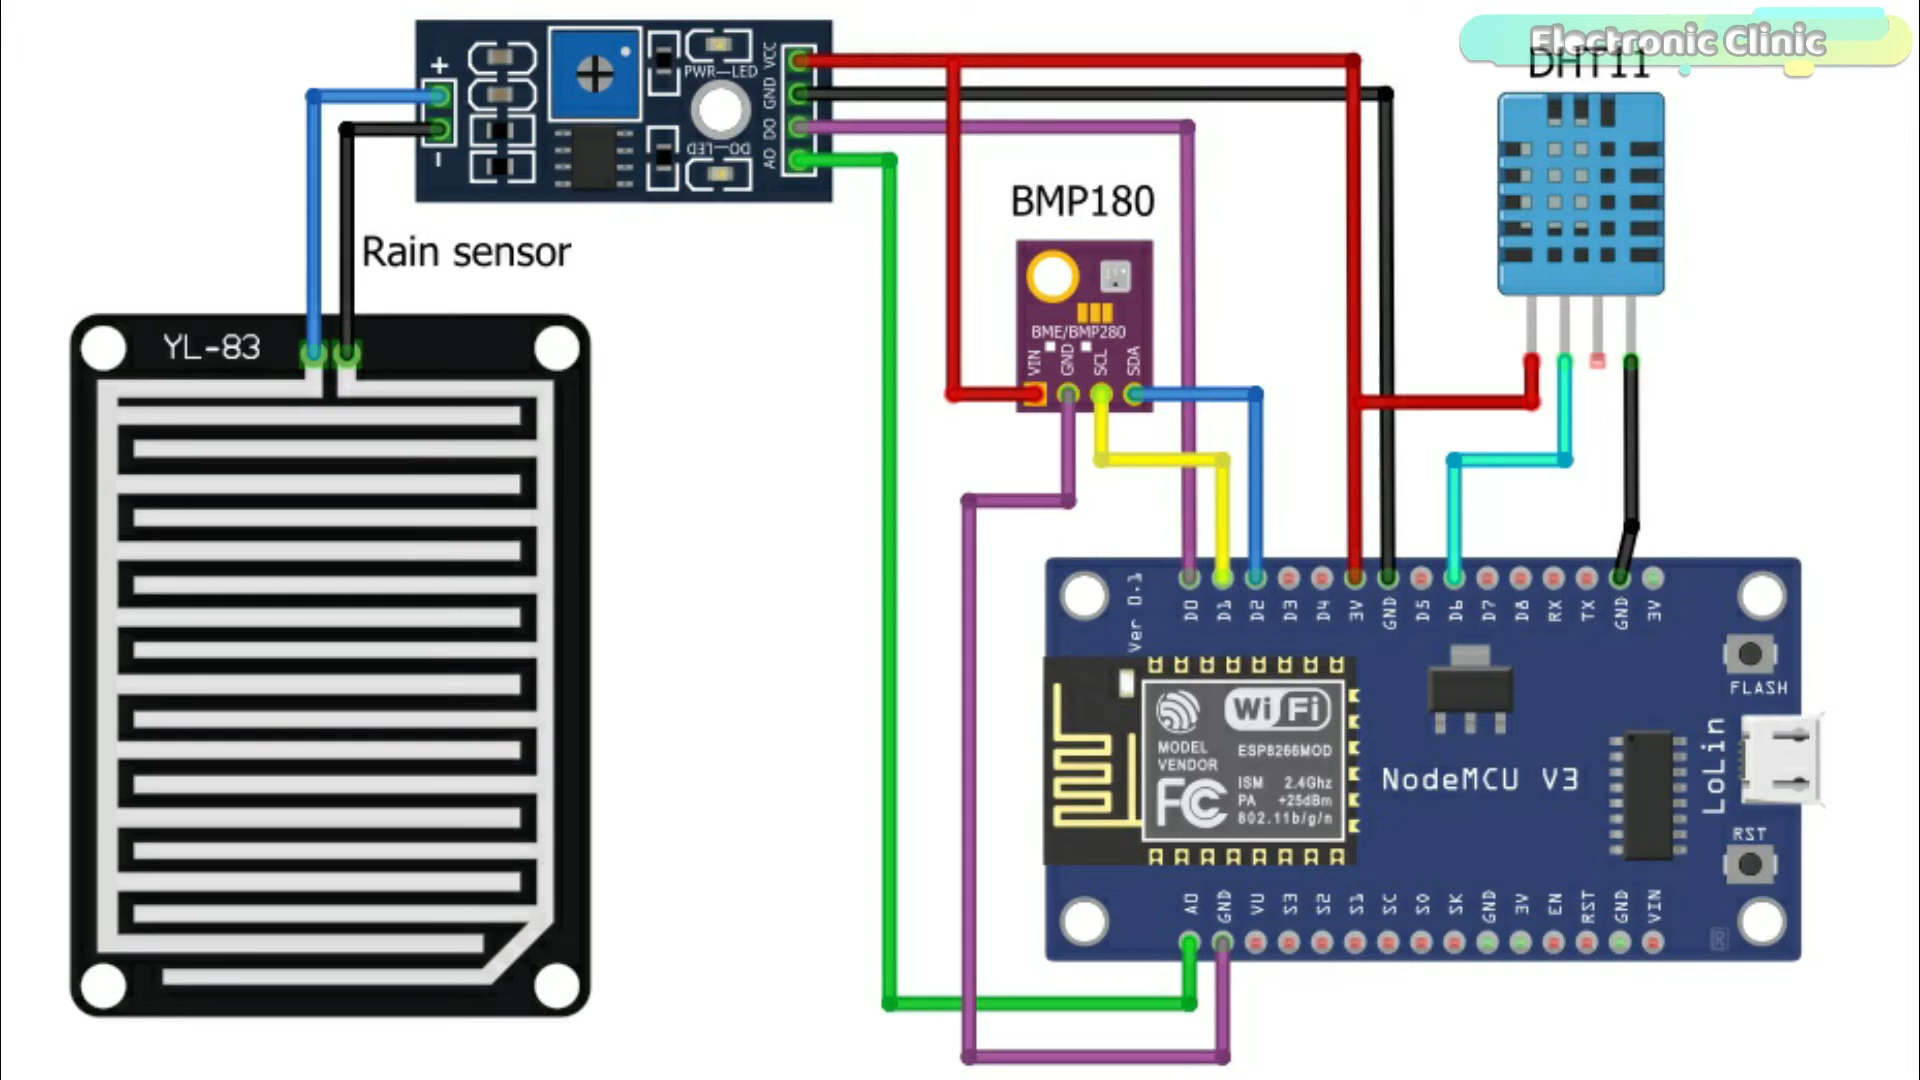 Electronic Clinic
DHT11
+
-
PWR-LED
DO-LED
VCC
GND
DO
AO
BMP180
Rain sensor
YL-83
BME/BMP280
VIN
GND
SCL
SDA
Ver 0.1
D0
D1
D2
D3
D4
3V
GND
D5
D6
D7
D8
RX
TX
GND
3V
FLASH
WiFi
MODEL
VENDOR
ESP8266MOD
ISM 2.4Ghz
PA +25dBm
802.11b/g/n
FC
NodeMCU V3
LoLin
RST
A0
GND
VU
S3
S2
S1
SC
S0
SK
GND
3V
EN
RST
GND
VIN